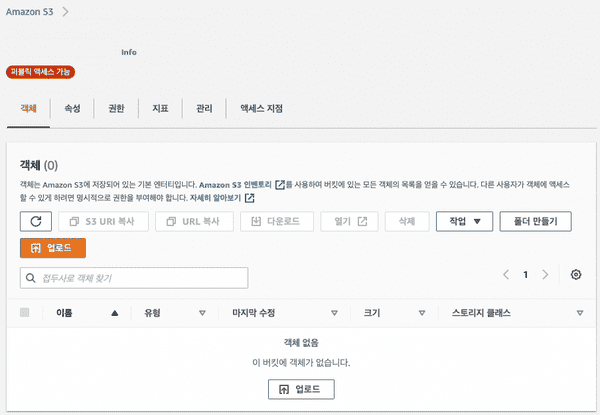 Amazon S3 >
Info
퍼블릭 액세스 가능
객체 속성 권한 지표 관리 액세스 지점
객체 (0)
객체는 Amazon S3에 저장되어 있는 기본 엔터티입니다. Amazon S3 인벤토리를 사용하여 버킷에 있는 모든 객체의 목록을 얻을 수 있습니다. 다른 사용자가 객체에 액세스
할 수 있게 하려면 명시적으로 권한을 부여해야 합니다. 자세히 알아보기
S3 URI 복사 URL 복사 다운로드 열기 삭제 작업 폴더 만들기
업로드
접두사로 객체 찾기 1
이름 유형 마지막 수정 크기 스토리지 클래스
객체 없음
이 버킷에 객체가 없습니다.
업로드